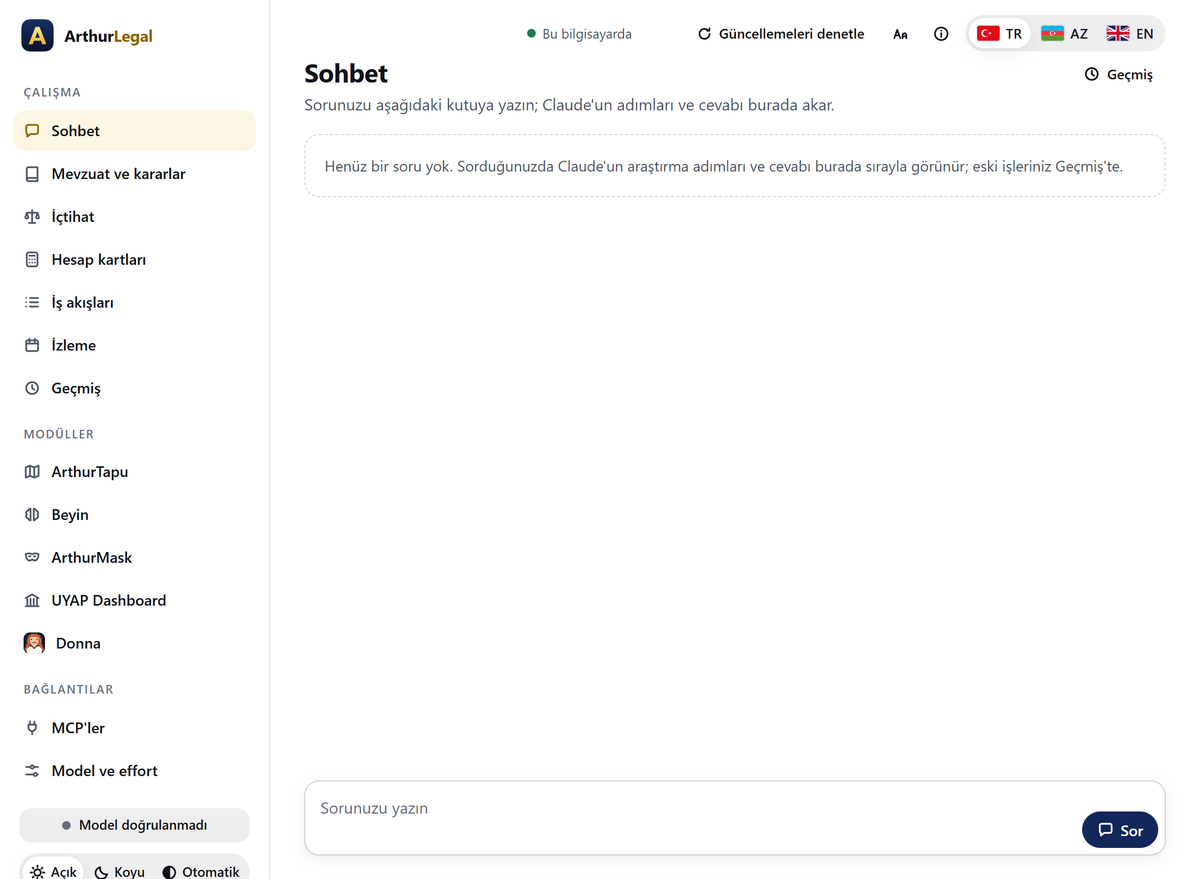 ArthurLegal
ÇALIŞMA
Sohbet
Mevzuat ve kararlar
İçtihat
Hesap kartları
İş akışları
İzleme
Geçmiş
MODÜLLER
ArthurTapu
Beyin
ArthurMask
UYAP Dashboard
Donna
BAĞLANTILAR
MCP'ler
Model ve effort
Model doğrulanmadı
Açık Koyu Otomatik
Bu bilgisayarda Güncellemeleri denetle Aa TR AZ EN
Sohbet
Geçmiş
Sorunuzu aşağıdaki kutuya yazın; Claude'un adımları ve cevabı burada akar.
Henüz bir soru yok. Sorduğunuzda Claude'un araştırma adımları ve cevabı burada sırayla görünür; eski işleriniz Geçmiş'te.
Sorunuzu yazın
Sor